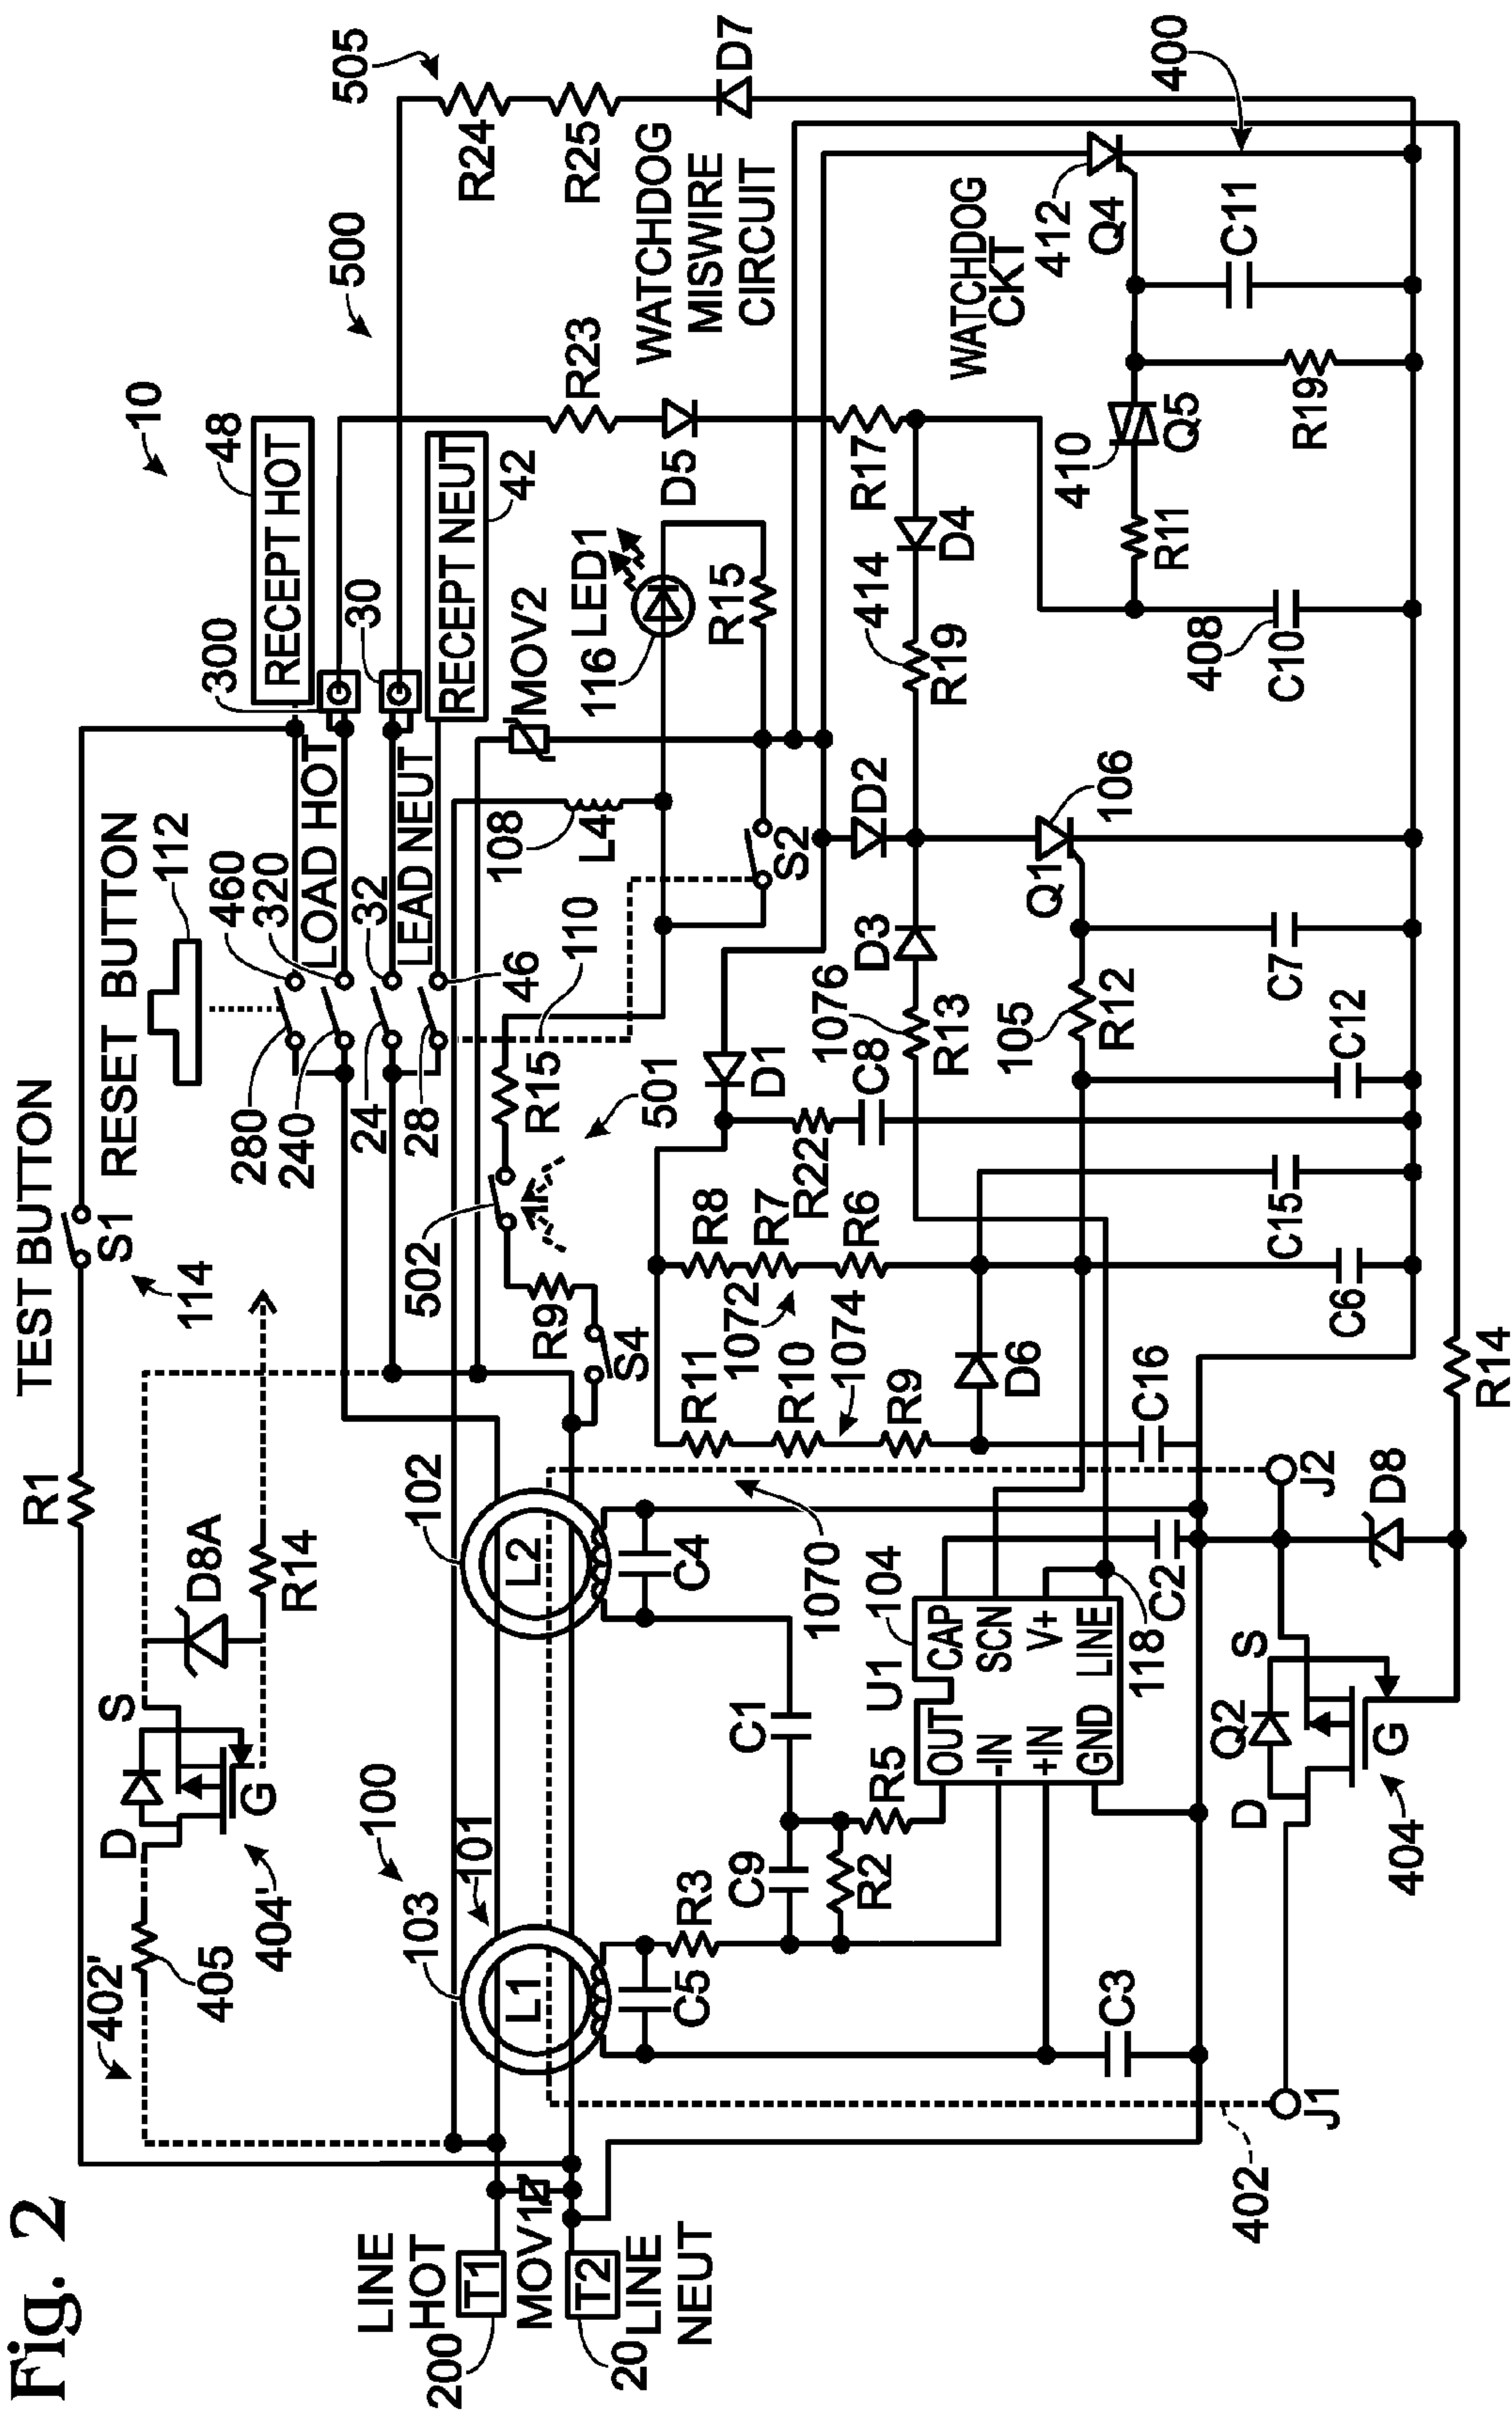 Fig. 2
TEST BUTTON
R1
S1
114
RESET BUTTON
112
10
48
RECEPT HOT
300
460
320
LOAD HOT
30
32
LEAD NEUT
RECEPT NEUT
42
500
505
R24
R25
D7
R23
D5
WATCHDOG
MISWIRE
CIRCUIT
280
240
24
28
46
110
108
L4
MOV2
116
LED1
R15
S2
402'
405
404'
D
S
G
D8A
R14
100
101
103
L1
102
L2
502
R15
501
R9
S4
LINE
HOT
T1
200
MOV1
T2
20
LINE
NEUT
C5
R3
C9
R2
R5
C1
C4
1070
R11
R10
1074
R9
1072
R8
R7
R6
R22
C8
D1
1076
R13
D3
D2
414
R19
D4
R17
D6
U1
104
OUT
CAP
-IN
SCN
+IN
V+
GND
LINE
118
C2
C3
C16
C6
C15
C12
105
R12
C7
Q1
106
408
C10
R11
410
Q5
R19
WATCHDOG
CKT
412
Q4
C11
400
402
J1
J2
D
Q2
S
G
404
D8
R14